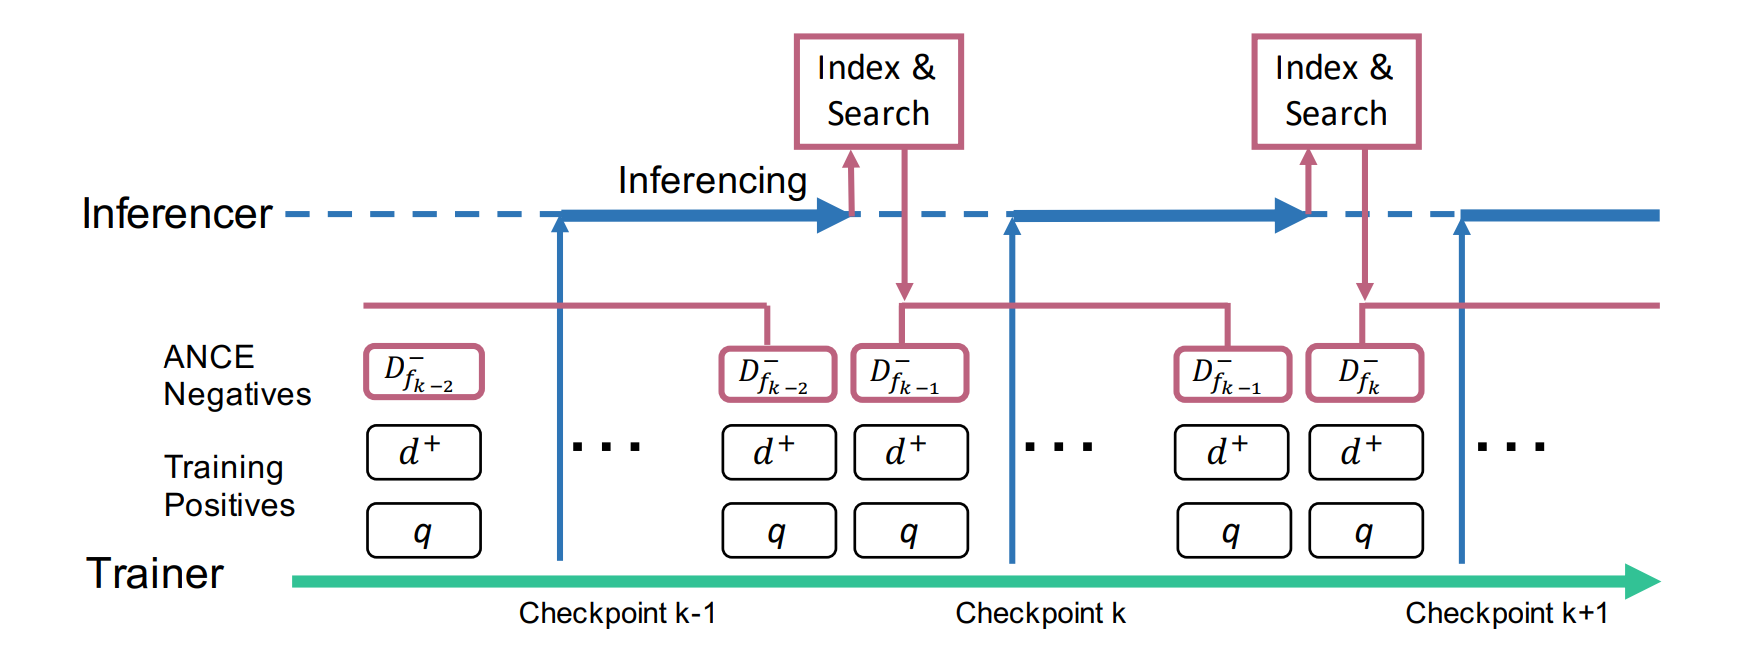 Index &
Search
Index &
Search
Inferencing
Inferencer
ANCE
Negatives
D⁻_{f_{k−2}}
D⁻_{f_{k−2}}
D⁻_{f_{k−1}}
D⁻_{f_{k−1}}
D⁻_{f_k}
Training
Positives
d⁺
...
d⁺
d⁺
...
d⁺
d⁺
...
q
q
q
q
q
Trainer
Checkpoint k-1
Checkpoint k
Checkpoint k+1